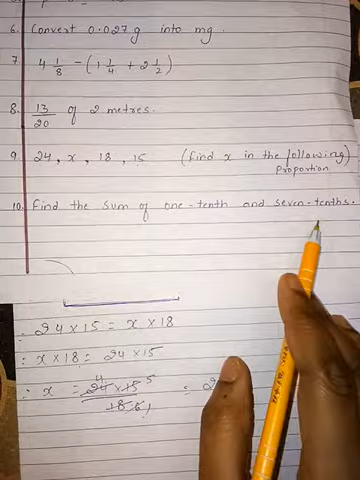 6. Convert 0.027g into mg.
7 4 1/8 - (1 1/4 + 2 1/2)
8. 13/20 of 2 metres.
9 24, x, 18, 15 (find x in the following) Proportion
10. Find the sum of one-tenth and seven-tenths.
∴ 24 × 15 = x × 18
∴ x × 18 = 24 × 15
∴ x = 24 × 15 / 18 =